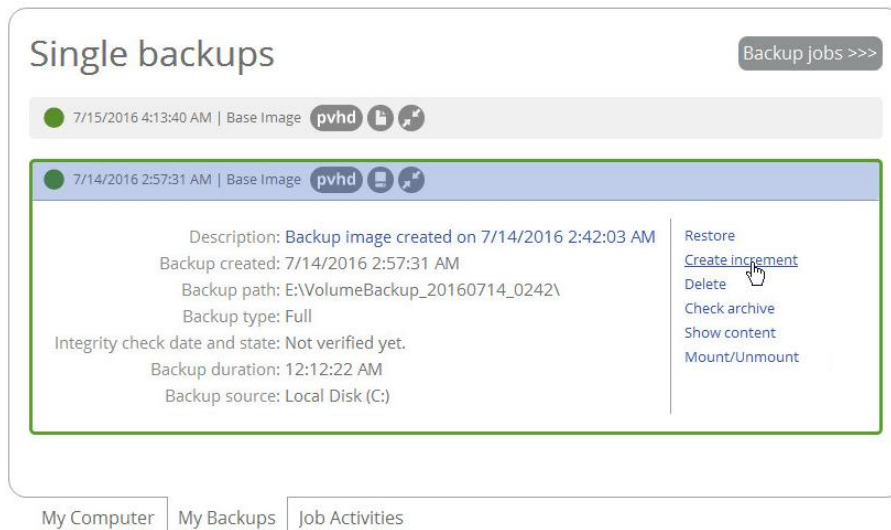 Single backups
Backup jobs >>>
7/15/2016 4:13:40 AM | Base Image pvhd
7/14/2016 2:57:31 AM | Base Image pvhd
Description: Backup image created on 7/14/2016 2:42:03 AM
Backup created: 7/14/2016 2:57:31 AM
Backup path: E:\VolumeBackup_20160714_0242\
Backup type: Full
Integrity check date and state: Not verified yet.
Backup duration: 12:12:22 AM
Backup source: Local Disk (C:)
Restore
Create increment
Delete
Check archive
Show content
Mount/Unmount
My Computer
My Backups
Job Activities